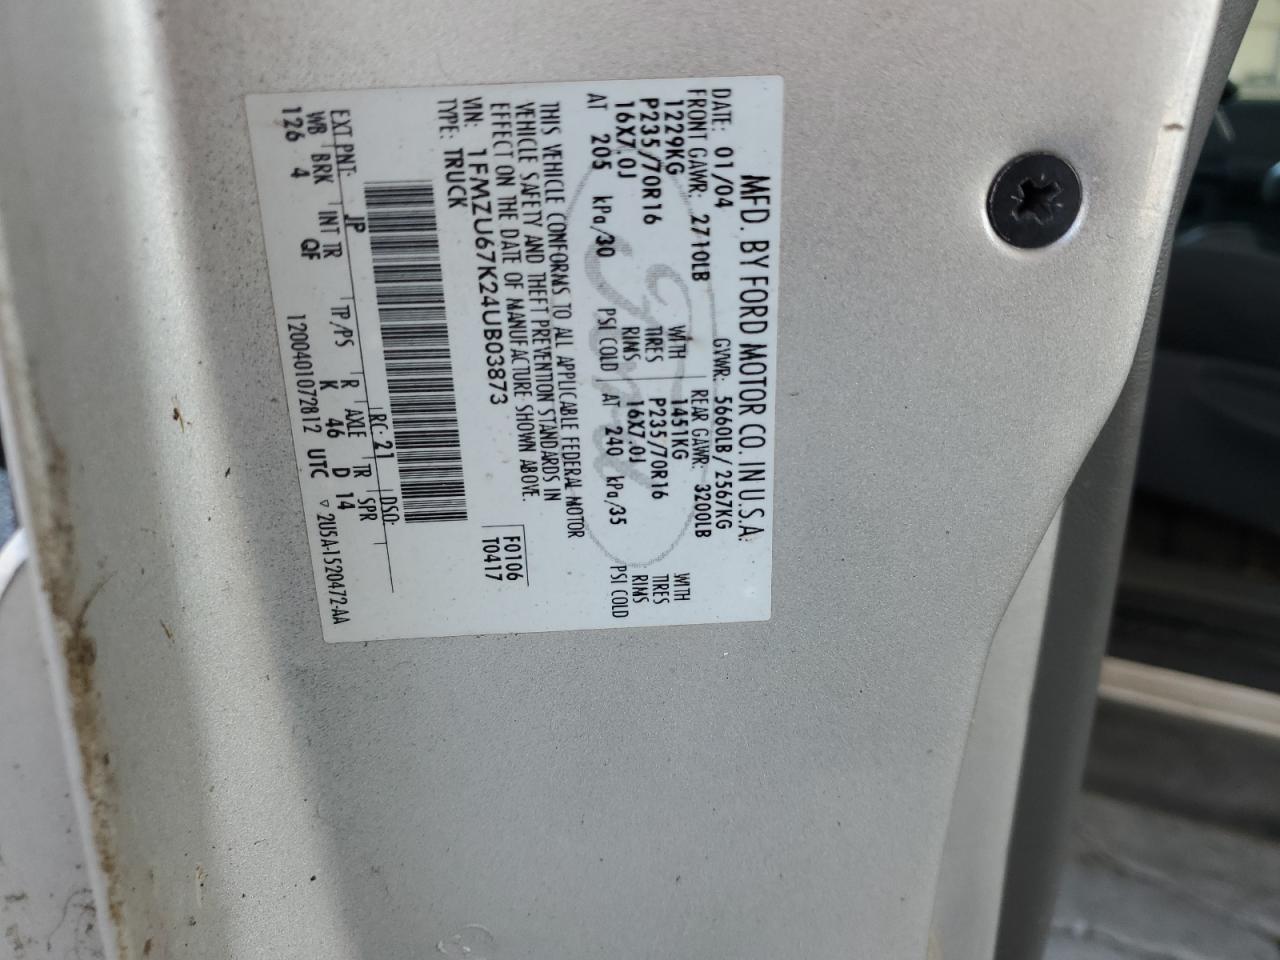 MFD. BY FORD MOTOR CO. IN U.S.A.
DATE: 01/04 GVWR: 5660LB/2567KG
FRONT GAWR: 2710LB REAR GAWR: 3200LB
1229KG WITH 1451KG WITH
P235/70R16 TIRES P235/70R16 TIRES
16X7.0J RIMS 16X7.0J RIMS
AT 205 kPa/30 PSI COLD AT 240 kPa/35 PSI COLD
THIS VEHICLE CONFORMS TO ALL APPLICABLE FEDERAL MOTOR
VEHICLE SAFETY AND THEFT PREVENTION STANDARDS IN
EFFECT ON THE DATE OF MANUFACTURE SHOWN ABOVE.
VIN: 1FMZU67K24UB03873 F0106
TYPE: TRUCK T0417
EXT PNT: JP RC: 21 DSO:
WB BRK INT TR TP/PS R AXLE TR SPR
126 4 QF K 46 D 14
12004010728​12 UTC ▽ 2U5A-1520472-AA
Ford